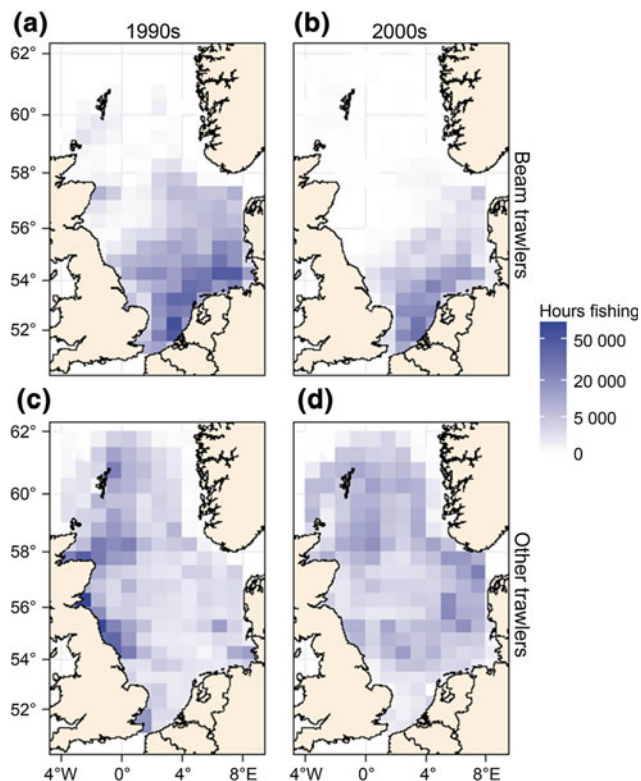 (a)
1990s
(b)
2000s
62°
60°
58°
56°
54°
52°
Beam trawlers
Hours fishing
50 000
20 000
5 000
0
(c)
(d)
62°
60°
58°
56°
54°
52°
Other trawlers
4°W
0°
4°
8°E
4°W
0°
4°
8°E